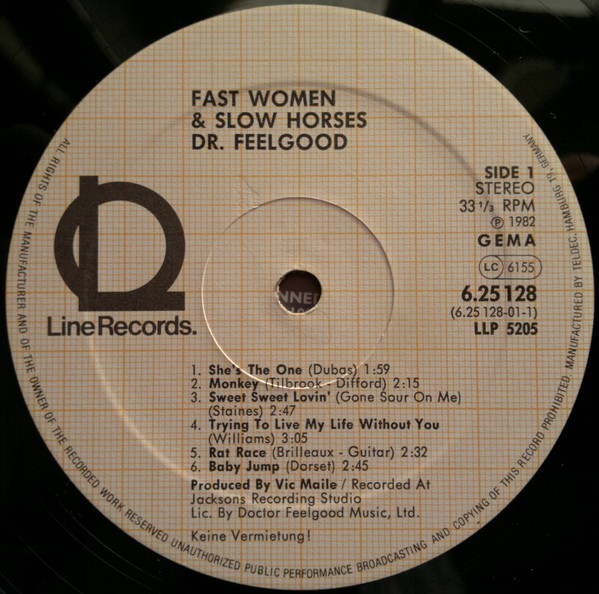 FAST WOMEN
& SLOW HORSES
DR. FEELGOOD
SIDE 1
STEREO
33 1/3 RPM
℗ 1982
GEMA
LC 6155
6.25 128
(6.25 128-01-1)
LLP 5205
Line Records.
NNER
1. She's The One (Dubas) 1:59
2. Monkey (Tilbrook - Difford) 2:15
3. Sweet Sweet Lovin' (Gone Sour On Me)
(Staines) 2:47
4. Trying To Live My Life Without You
(Williams) 3:05
5. Rat Race (Brilleaux - Guitar) 2:32
6. Baby Jump (Dorset) 2:45
Produced By Vic Maile / Recorded At
Jacksons Recording Studio
Lic. By Doctor Feelgood Music, Ltd.
Keine Vermietung!
ALL RIGHTS OF THE MANUFACTURER AND OF THE OWNER OF THE RECORDED WORK RESERVED UNAUTHORIZED PUBLIC PERFORMANCE BROADCASTING AND COPYING OF THIS RECORD PROHIBITED. MANUFACTURED BY TELDEC, HAMBURG 19, GERMANY